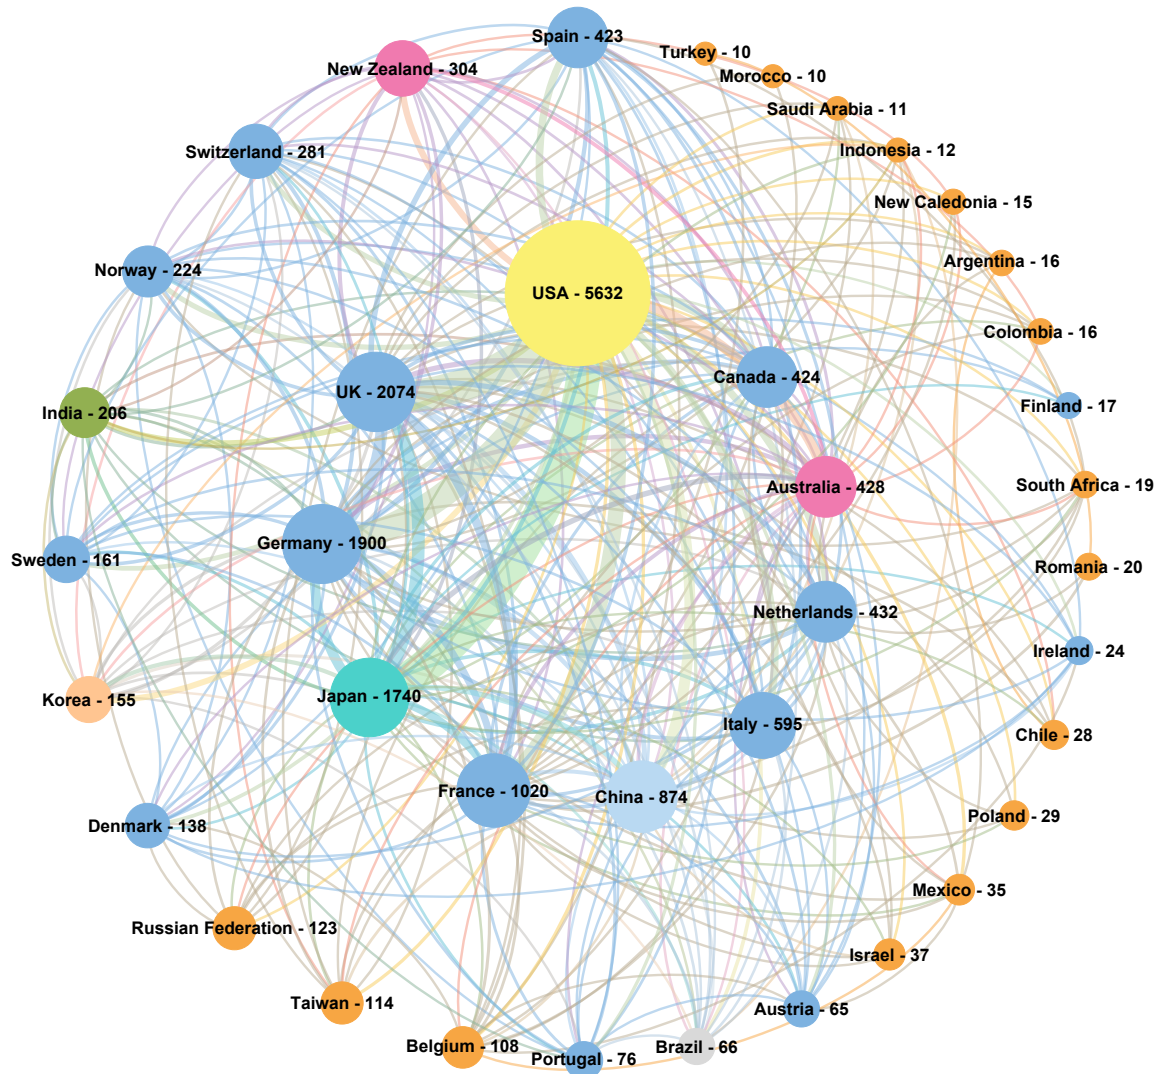 Spain - 423
Turkey - 10
New Zealand - 304
Morocco - 10
Saudi Arabia - 11
Switzerland - 281
Indonesia - 12
New Caledonia - 15
Norway - 224
Argentina - 16
USA - 5632
Colombia - 16
Canada - 424
UK - 2074
Finland - 17
India - 206
South Africa - 19
Australia - 428
Germany - 1900
Sweden - 161
Romania - 20
Netherlands - 432
Ireland - 24
Japan - 1740
Korea - 155
Italy - 595
Chile - 28
France - 1020
China - 874
Poland - 29
Denmark - 138
Mexico - 35
Russian Federation - 123
Israel - 37
Taiwan - 114
Austria - 65
Belgium - 108
Brazil - 66
Portugal - 76